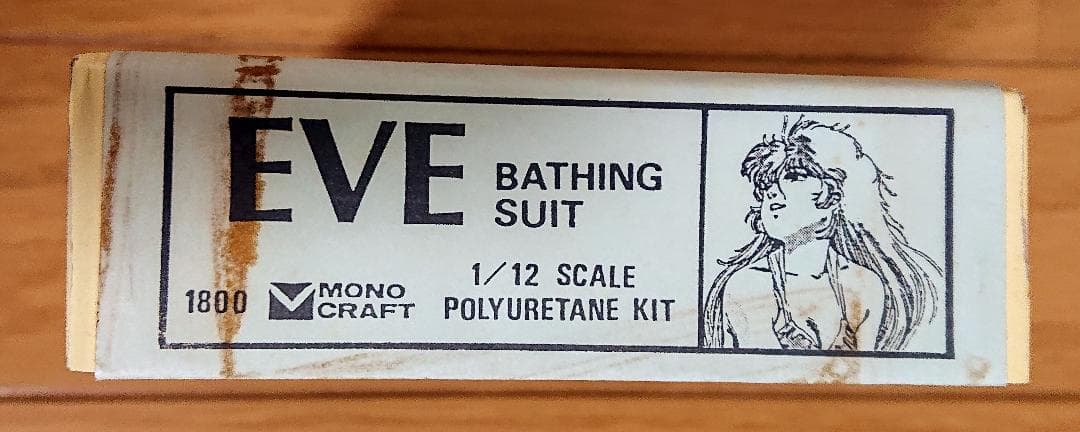 EVE
BATHING
SUIT
1800
MONO
CRAFT
1/12 SCALE
POLYURETANE KIT